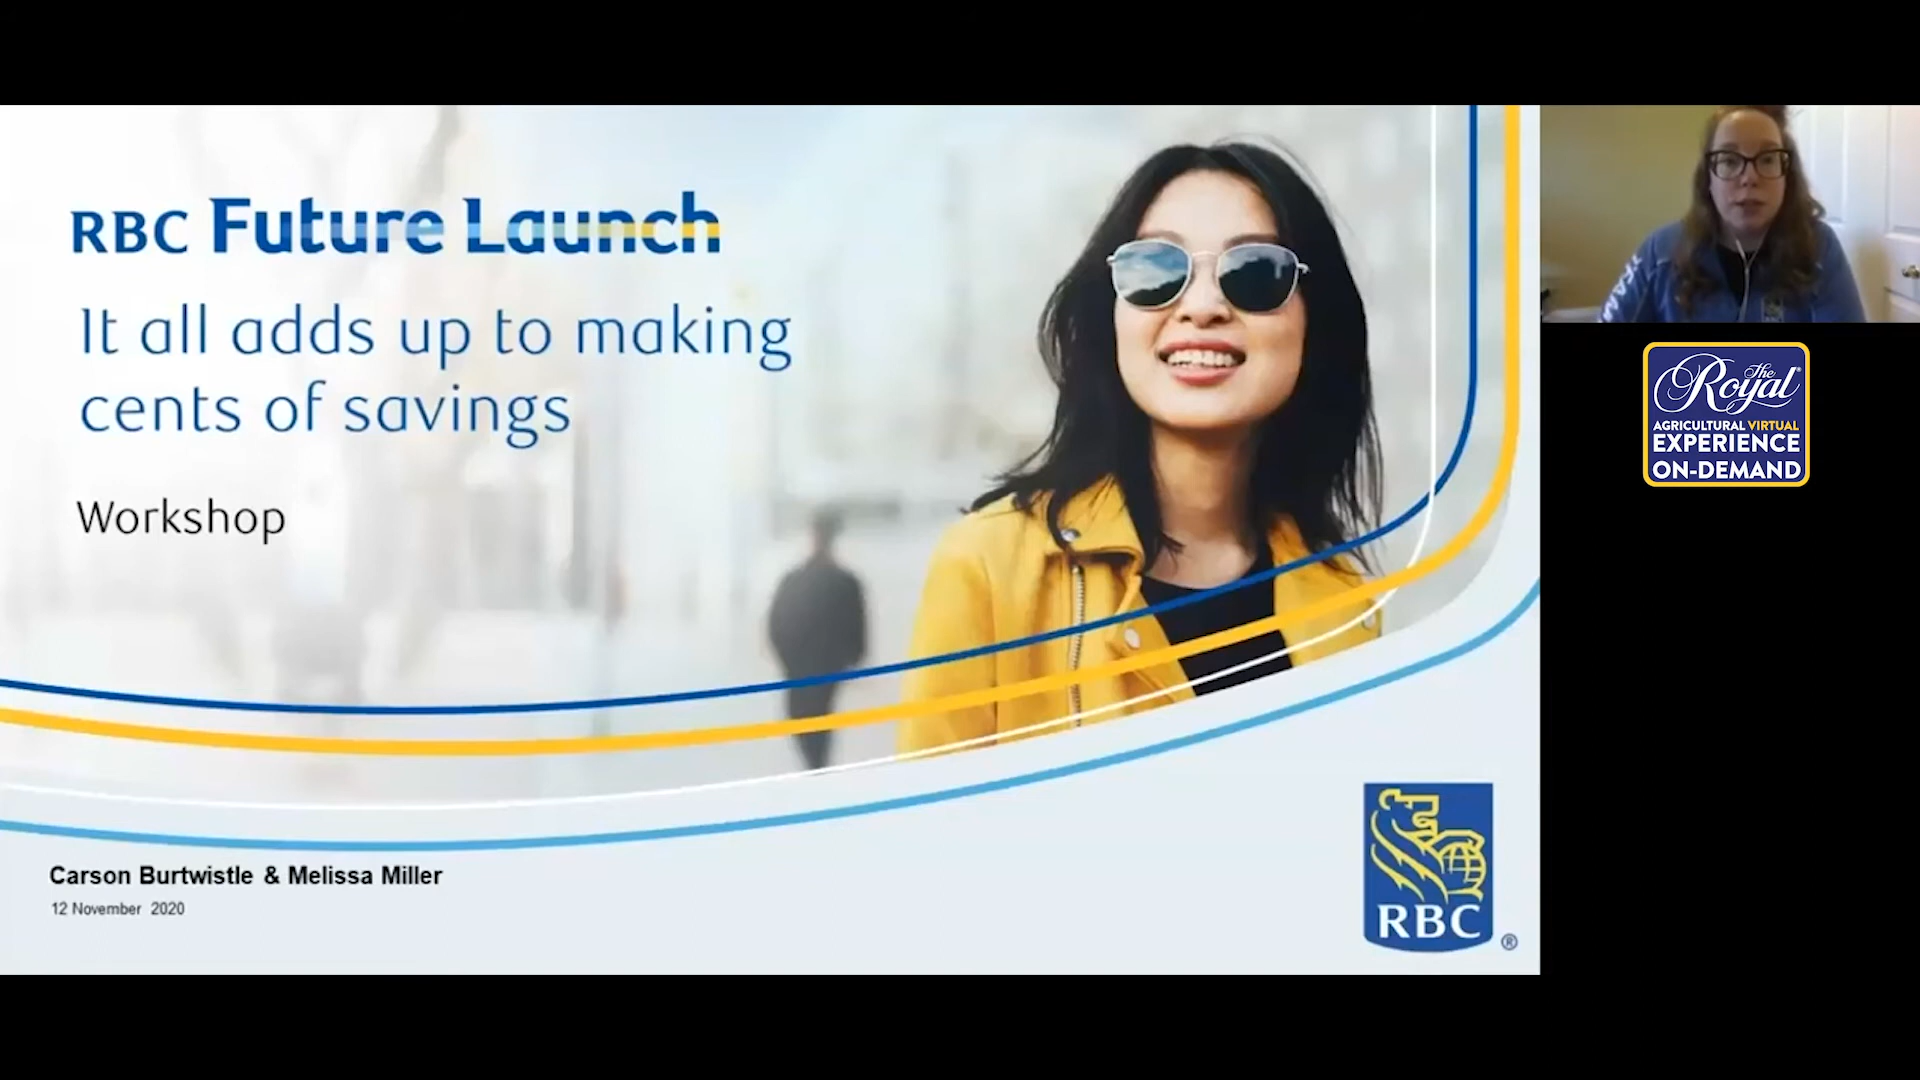 RBC Future Launch
It all adds up to making
cents of savings
Workshop
Carson Burtwistle & Melissa Miller
12 November 2020
RBC
®
The
Royal
AGRICULTURAL VIRTUAL
EXPERIENCE
ON-DEMAND